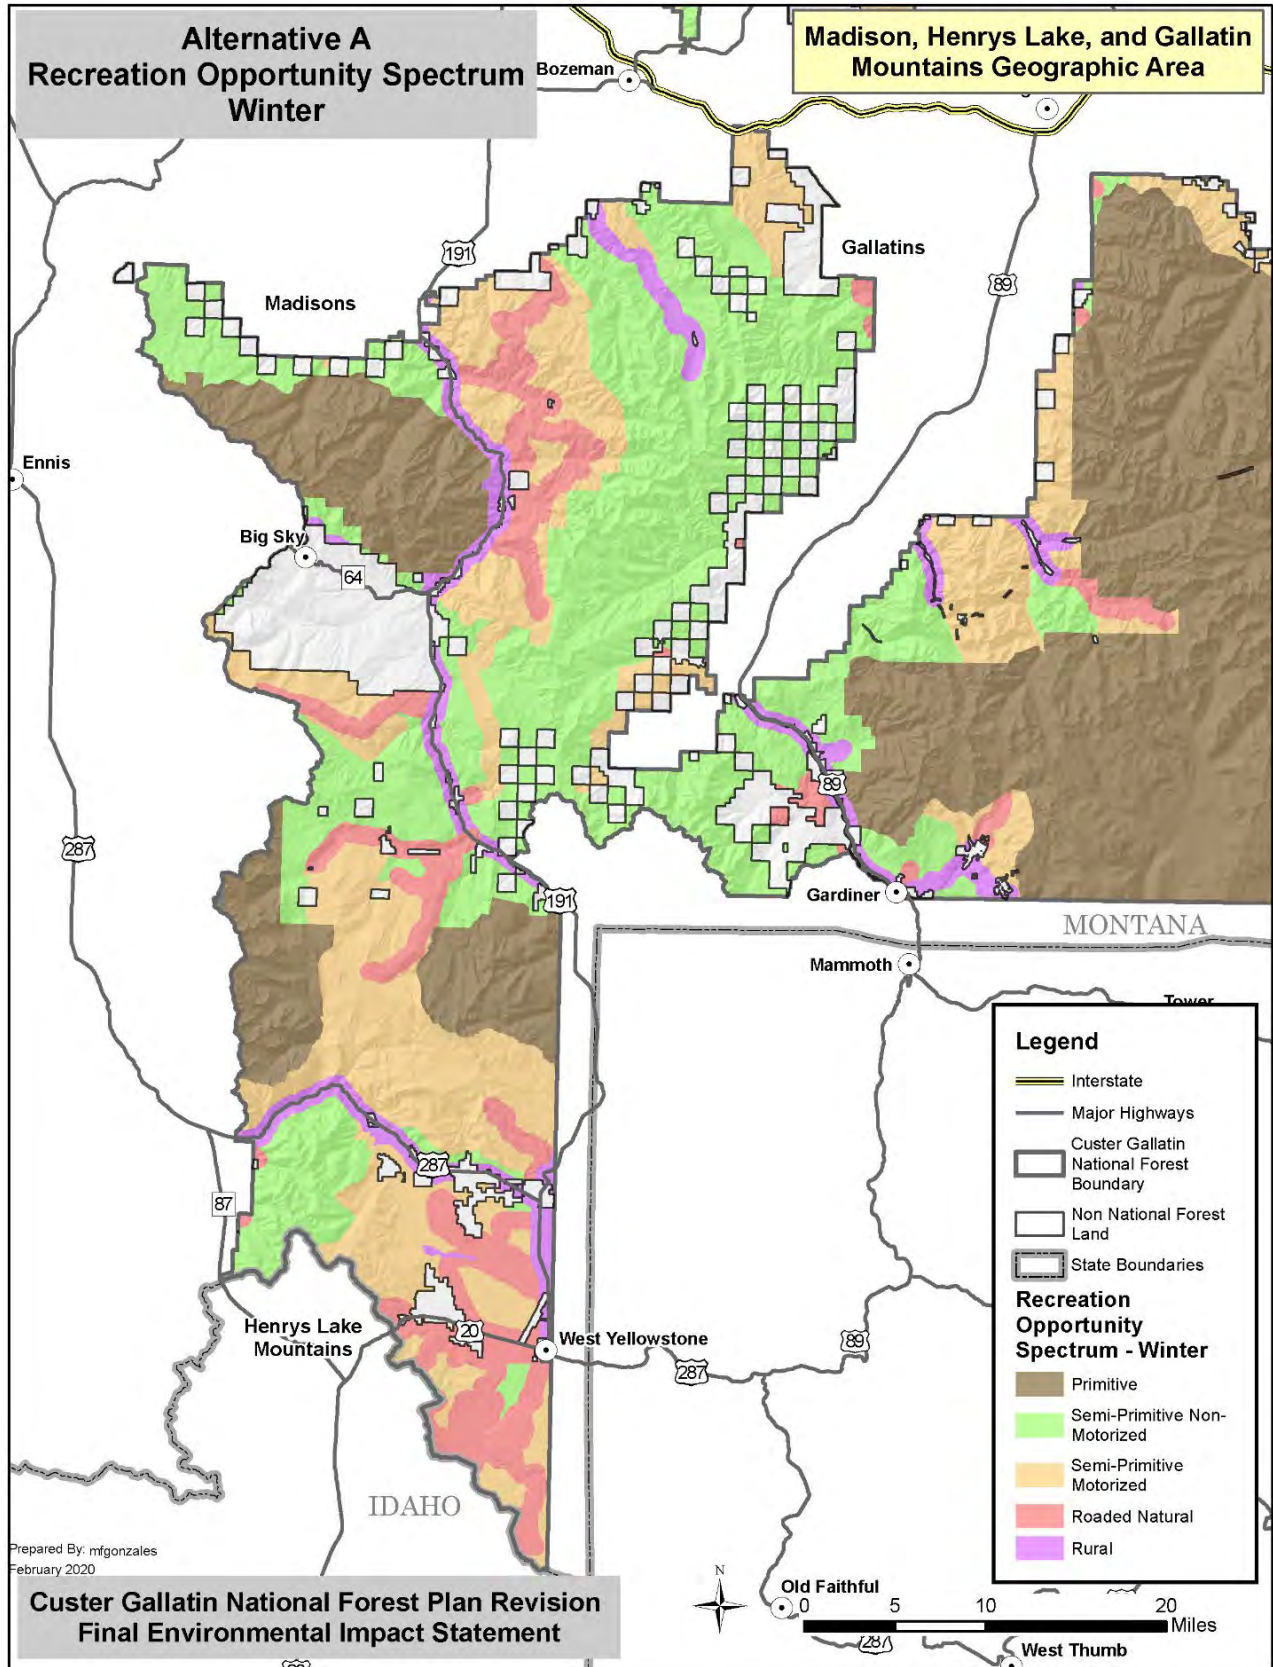 Alternative A
Recreation Opportunity Spectrum
Winter
Madison, Henrys Lake, and Gallatin
Mountains Geographic Area
Bozeman
191
Gallatins
Madisons
89
Ennis
Big Sky
64
287
89
Gardiner
191
MONTANA
Mammoth
Tower
287
87
Henrys Lake
Mountains
20
West Yellowstone
89
287
IDAHO
Legend
Interstate
Major Highways
Custer Gallatin
National Forest
Boundary
Non National Forest
Land
State Boundaries
Recreation
Opportunity
Spectrum - Winter
Primitive
Semi-Primitive Non-
Motorized
Semi-Primitive
Motorized
Roaded Natural
Rural
Prepared By: mfgonzales
February 2020
Custer Gallatin National Forest Plan Revision
Final Environmental Impact Statement
N
Old Faithful
0 5 10 20
Miles
287
West Thumb